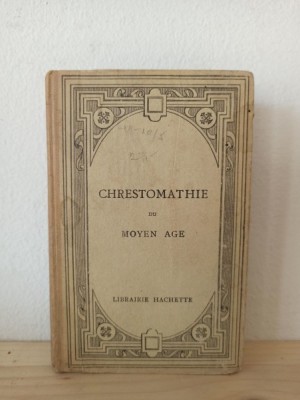 CHRESTOMATHIE
DU
MOYEN AGE
LIBRAIRIE HACHETTE